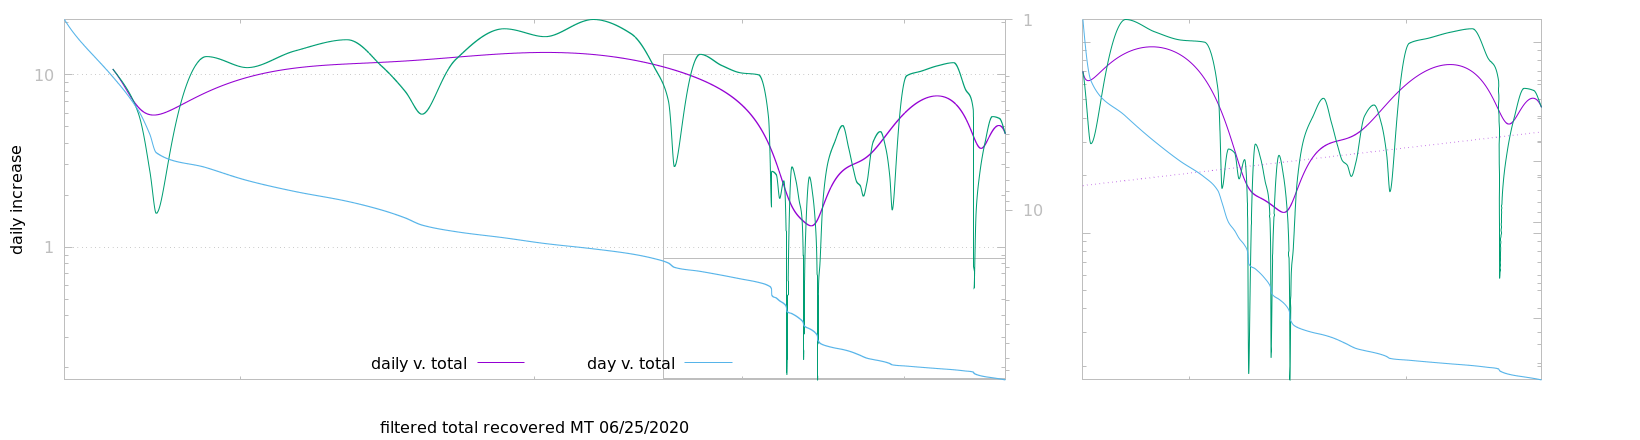 1
10
10
1
daily increase
daily v. total
day v. total
filtered total recovered MT 06/25/2020